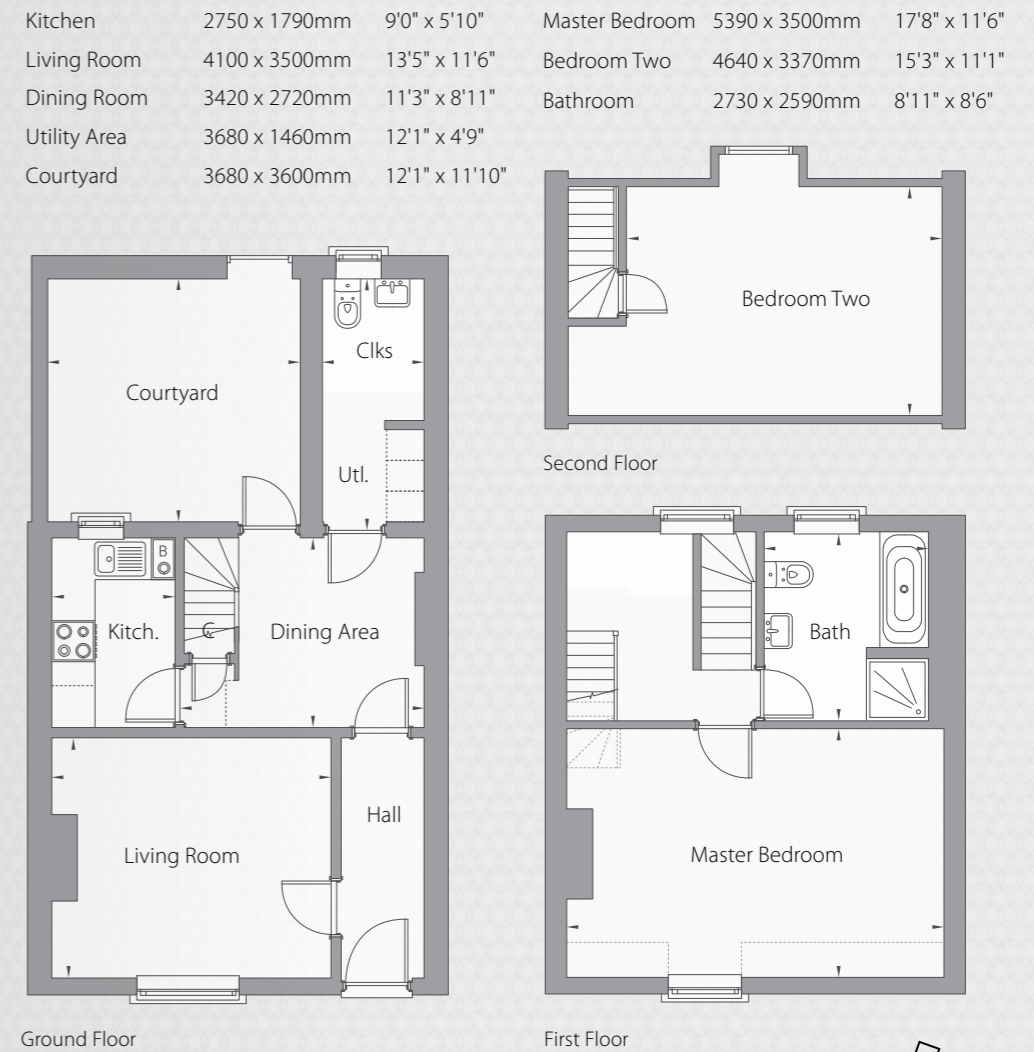 Kitchen 2750 x 1790mm 9'0" x 5'10"
Living Room 4100 x 3500mm 13'5" x 11'6"
Dining Room 3420 x 2720mm 11'3" x 8'11"
Utility Area 3680 x 1460mm 12'1" x 4'9"
Courtyard 3680 x 3600mm 12'1" x 11'10"
Master Bedroom 5390 x 3500mm 17'8" x 11'6"
Bedroom Two 4640 x 3370mm 15'3" x 11'1"
Bathroom 2730 x 2590mm 8'11" x 8'6"
Courtyard
Clks
Utl.
B
Kitch.
C
Dining Area
Hall
Living Room
Ground Floor
Bedroom Two
Second Floor
Bath
Master Bedroom
First Floor